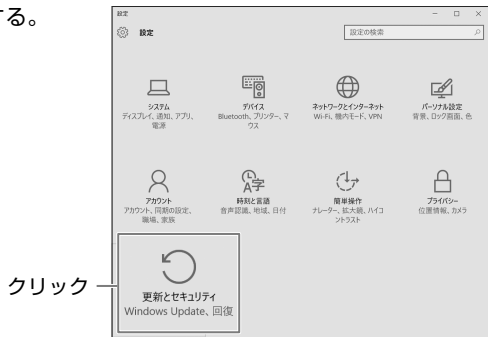 する。
設定
設定
設定の検索
システム
ディスプレイ、通知、アプリ、
電源
デバイス
Bluetooth、プリンター、マ
ウス
ネットワークとインターネット
Wi-Fi、機内モード、VPN
パーソナル設定
背景、ロック画面、色
アカウント
アカウント、同期の設定、
職場、家族
時刻と言語
音声認識、地域、日付
簡単操作
ナレーター、拡大鏡、ハイコ
ントラスト
プライバシー
位置情報、カメラ
クリック
更新とセキュリティ
Windows Update、回復